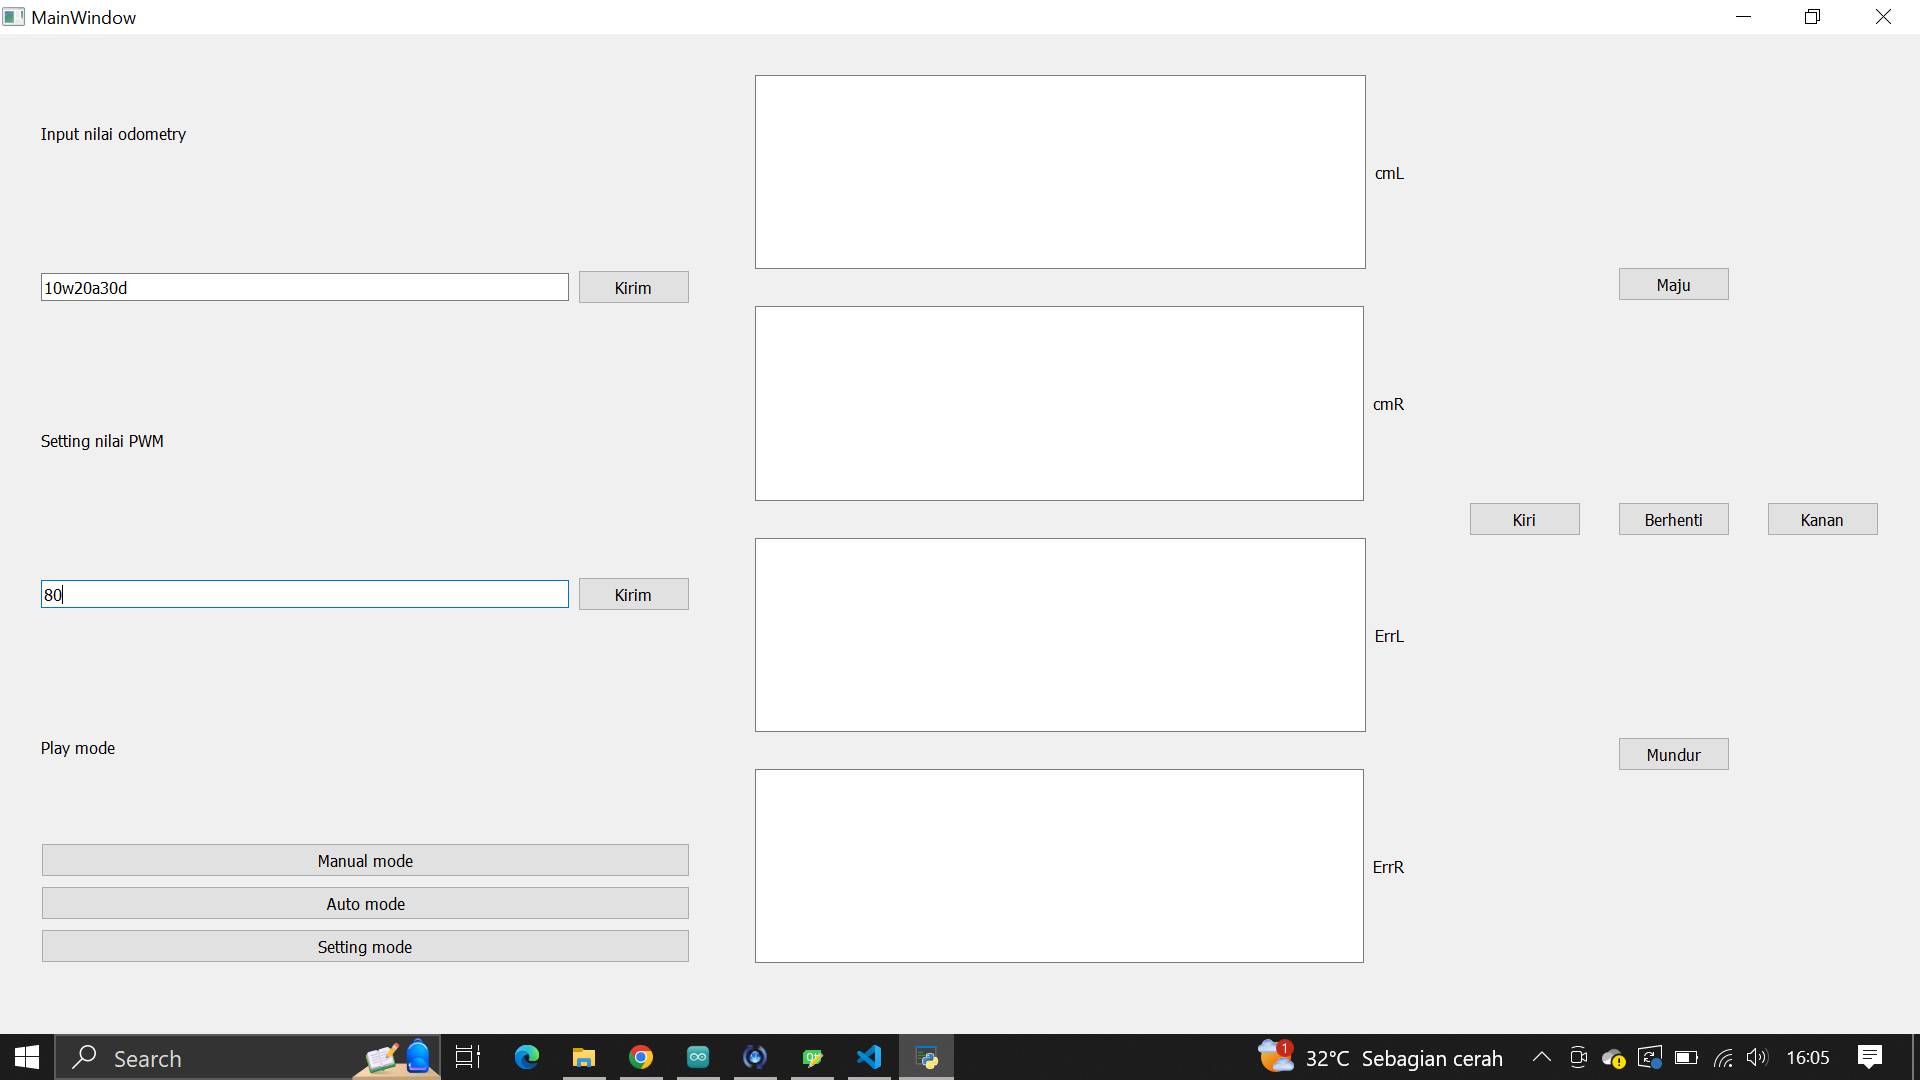 MainWindow
Input nilai odometry
10w20a30d
Kirim
Setting nilai PWM
80
Kirim
Play mode
Manual mode
Auto mode
Setting mode
cmL
cmR
ErrL
ErrR
Maju
Kiri
Berhenti
Kanan
Mundur
Search
1
32°C Sebagian cerah
16:05